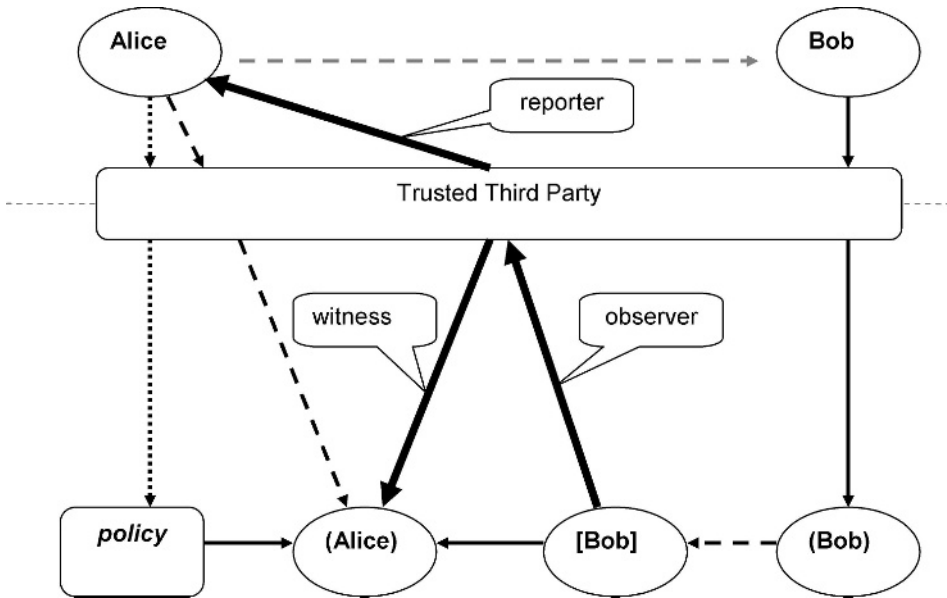 Alice
Bob
reporter
Trusted Third Party
witness
observer
policy
(Alice)
[Bob]
(Bob)